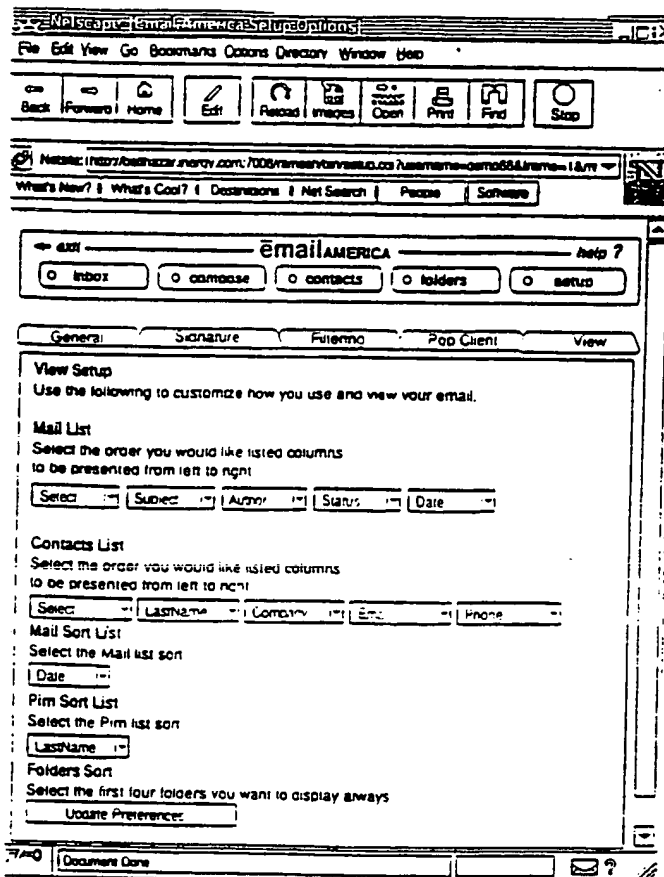 Netscape - [Email America Setup Options]
File Edit View Go Bookmarks Options Directory Window Help
Back Forward Home Edit Reload Images Open Print Find Stop
What's New? What's Cool? Destinations Net Search People Software
exit ēmailAMERICA help ?
inbox compose contacts folders setup
General Signature Filtering Pop Client View
View Setup
Use the following to customize how you use and view your email.
Mail List
Select the order you would like listed columns
to be presented from left to right
Select Subject Author Status Date
Contacts List
Select the order you would like listed columns
to be presented from left to right
Select LastName Company Email Phone
Mail Sort List
Select the Mail list sort
Date
Pim Sort List
Select the Pim list sort
LastName
Folders Sort
Select the first four folders you want to display always
Update Preferences
Document Done